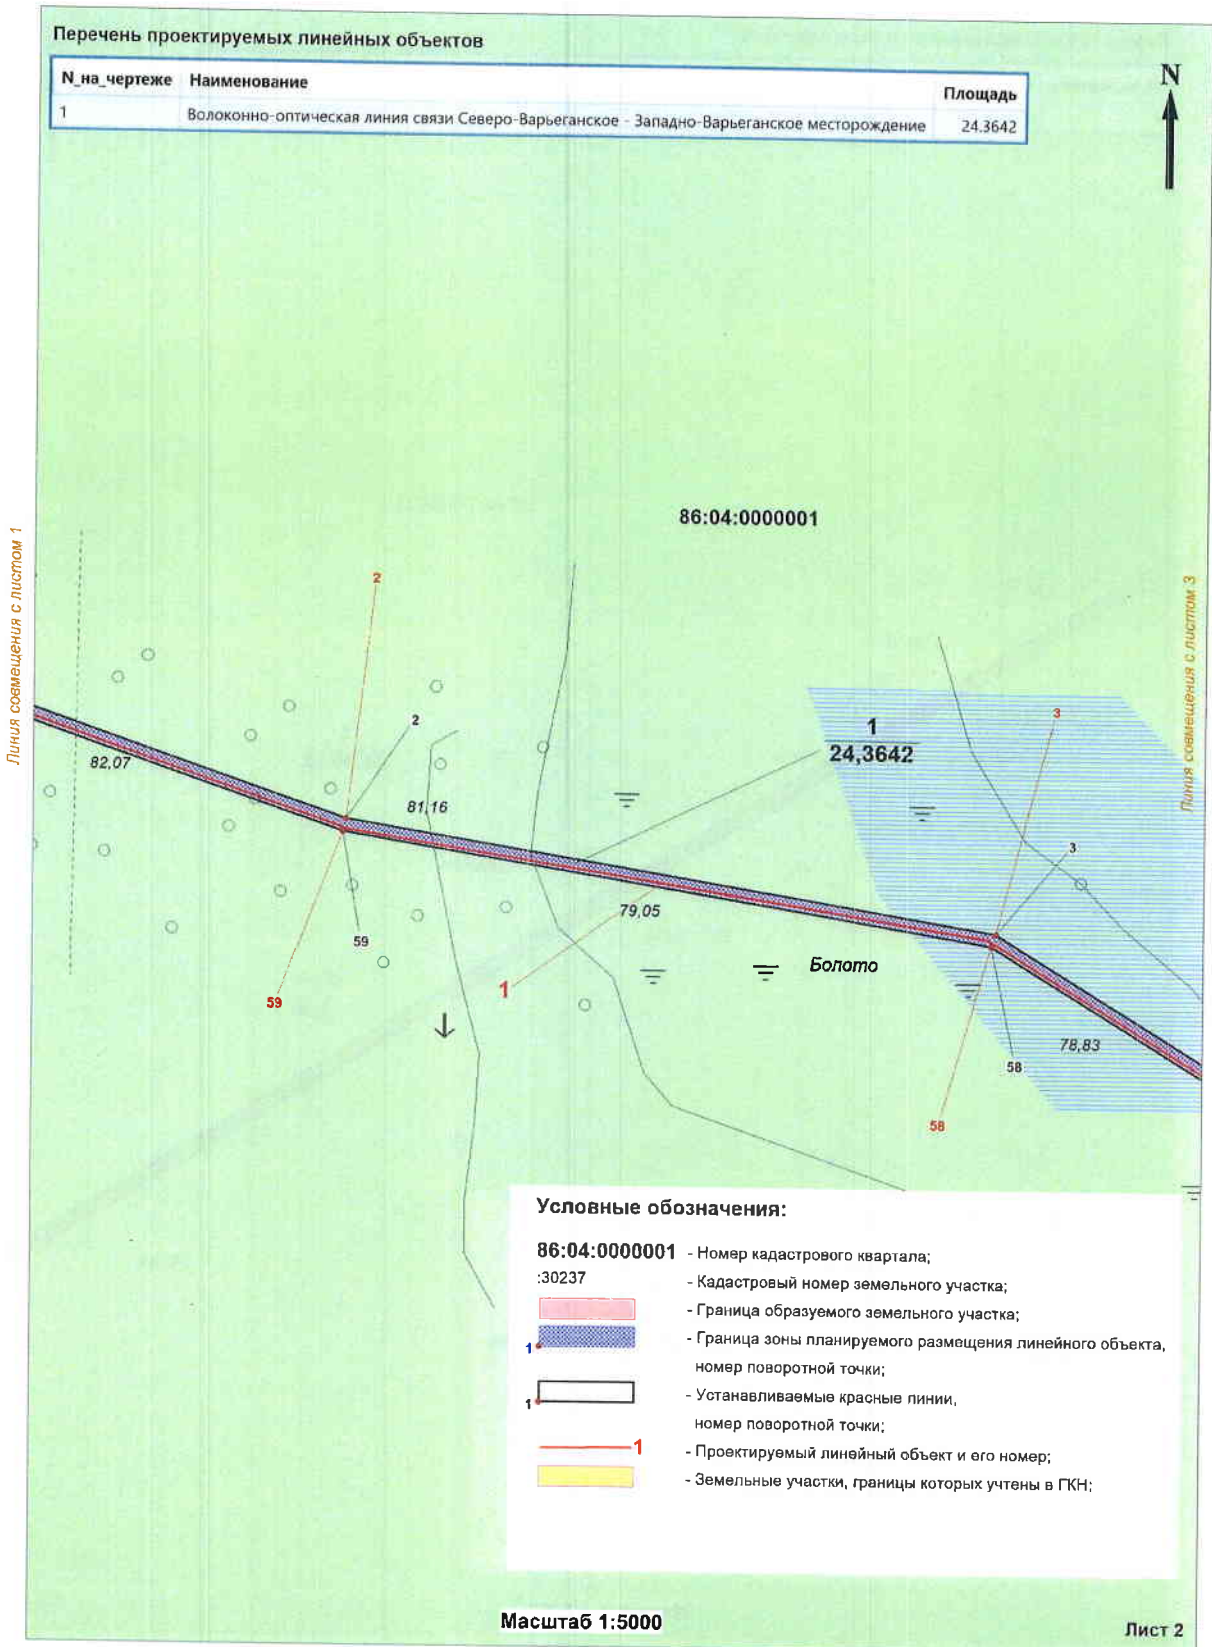 Перечень проектируемых линейных объектов
N_на_чертеже Наименование Площадь
1 Волоконно-оптическая линия связи Северо-Варьеганское - Западно-Варьеганское месторождение 24.3642
N
86:04:0000001
Линия совмещения с листом 1
Линия совмещения с листом 3
2
3
2
1
24,3642
82,07
81,16
3
79,05
59
Болото
59
1
78,83
58
58
Условные обозначения:
86:04:0000001 - Номер кадастрового квартала;
:30237 - Кадастровый номер земельного участка;
- Граница образуемого земельного участка;
1 - Граница зоны планируемого размещения линейного объекта,
номер поворотной точки;
1 - Устанавливаемые красные линии,
номер поворотной точки;
1 - Проектируемый линейный объект и его номер;
- Земельные участки, границы которых учтены в ГКН;
Масштаб 1:5000
Лист 2